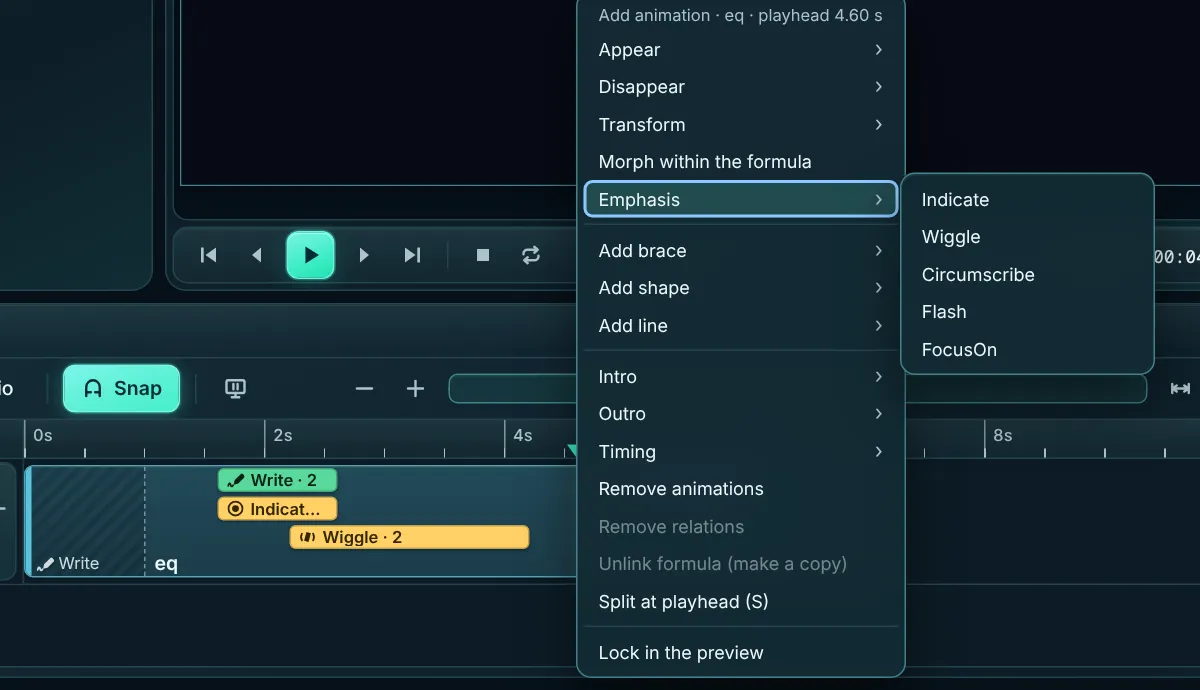 Add animation · eq · playhead 4.60 s
Appear
Disappear
Transform
Morph within the formula
Emphasis
Indicate
Wiggle
Circumscribe
Flash
FocusOn
Add brace
Add shape
Add line
Intro
Outro
Timing
Remove animations
Remove relations
Unlink formula (make a copy)
Split at playhead (S)
Lock in the preview
Snap
0s 2s 4s 8s
Write · 2
Indicat...
Wiggle · 2
Write
eq